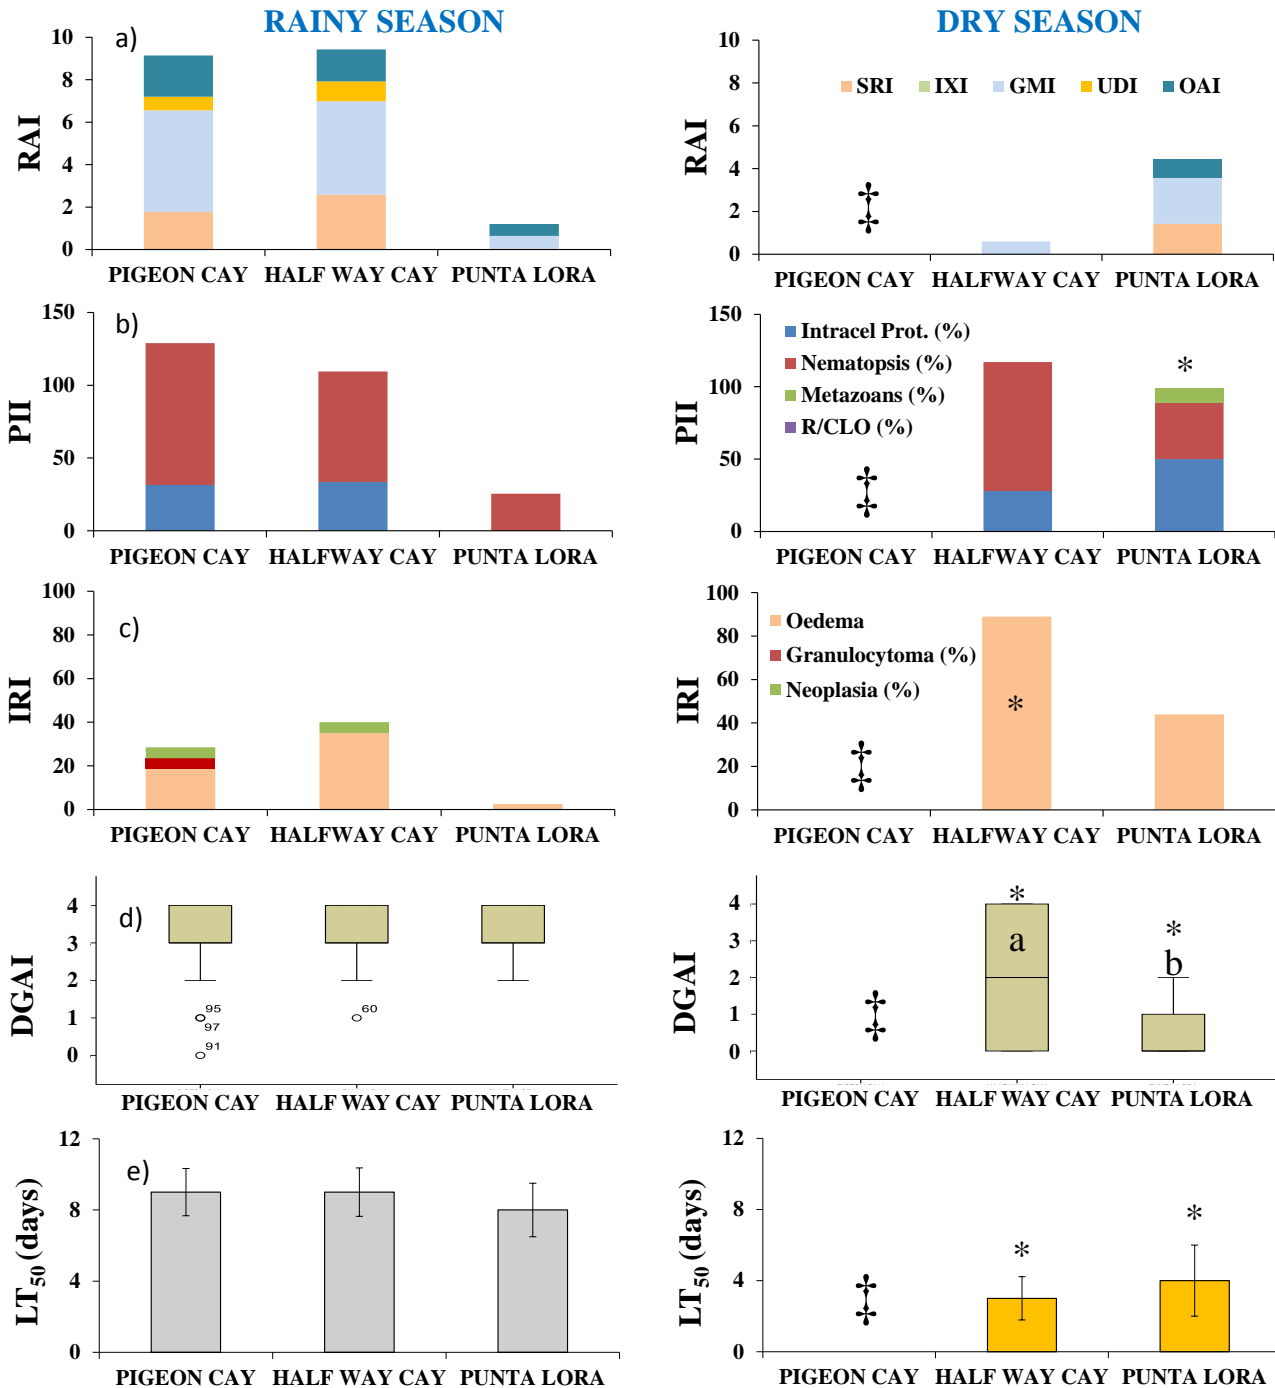 RAINY SEASON
DRY SEASON
a)
RAI
10
8
6
4
2
0
PIGEON CAY HALF WAY CAY PUNTA LORA
RAI
10
8
6
4
2
0
SRI IXI GMI UDI OAI
‡
PIGEON CAY HALFWAY CAY PUNTA LORA
b)
PII
150
100
50
0
PIGEON CAY HALFWAY CAY PUNTA LORA
PII
150
100
50
0
Intracel Prot. (%)
Nematopsis (%)
Metazoans (%)
R/CLO (%)
*
‡
PIGEON CAY HALFWAY CAY PUNTA LORA
c)
IRI
100
80
60
40
20
0
PIGEON CAY HALFWAY CAY PUNTA LORA
IRI
100
80
60
40
20
0
Oedema
Granulocytoma (%)
Neoplasia (%)
*
‡
PIGEON CAY HALFWAY CAY PUNTA LORA
d)
DGAI
4
3
2
1
0
95
97
91
60
PIGEON CAY HALF WAY CAY PUNTA LORA
DGAI
4
3
2
1
0
*
a
*
b
‡
PIGEON CAY HALF WAY CAY PUNTA LORA
e)
LT50 (days)
12
8
4
0
PIGEON CAY HALF WAY CAY PUNTA LORA
LT50 (days)
12
8
4
0
*
*
‡
PIGEON CAY HALF WAY CAY PUNTA LORA